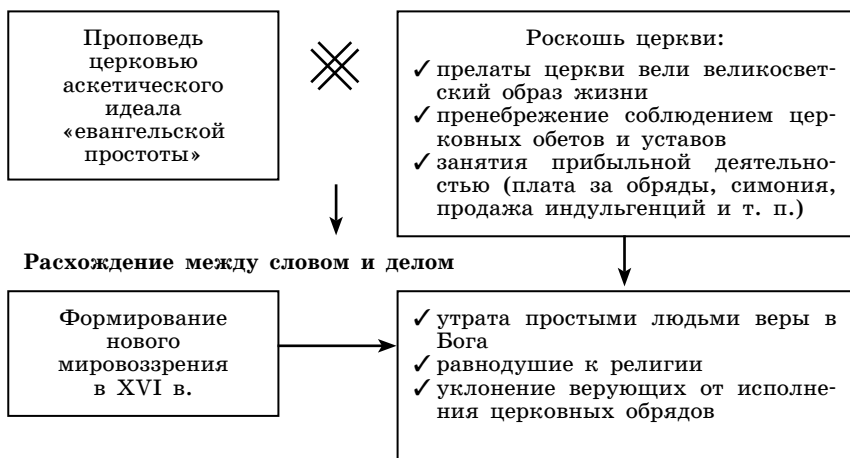 Проповедь
церковью
аскетического
идеала
«евангельской
простоты»
Роскошь церкви:
✓ прелаты церкви вели великосвет-
ский образ жизни
✓ пренебрежение соблюдением цер-
ковных обетов и уставов
✓ занятия прибыльной деятельно-
стью (плата за обряды, симония,
продажа индульгенций и т. п.)
Расхождение между словом и делом
Формирование
нового
мировоззрения
в XVI в.
✓ утрата простыми людьми веры в
Бога
✓ равнодушие к религии
✓ уклонение верующих от исполне-
ния церковных обрядов